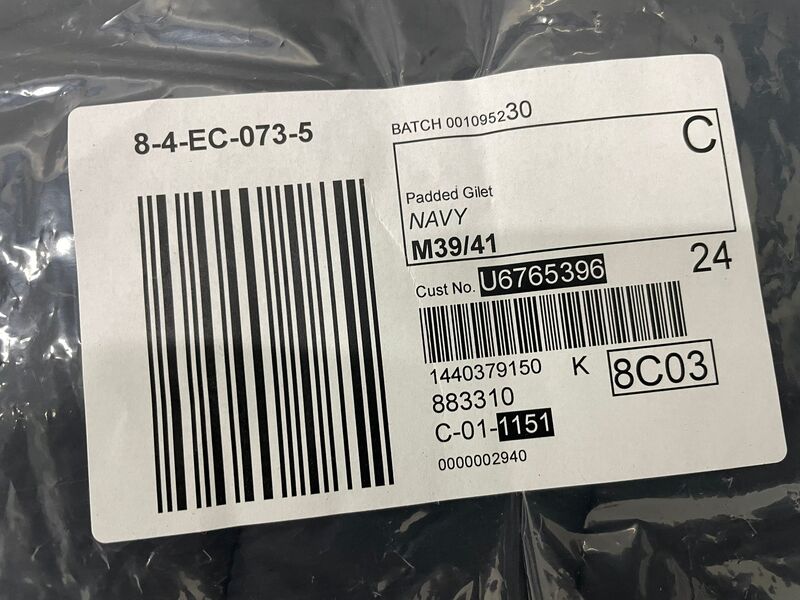 8-4-EC-073-5
BATCH 001095230
C
Padded Gilet
NAVY
M39/41
24
Cust No. U6765396
1440379150 K 8C03
883310
C-01-1151
0000002940